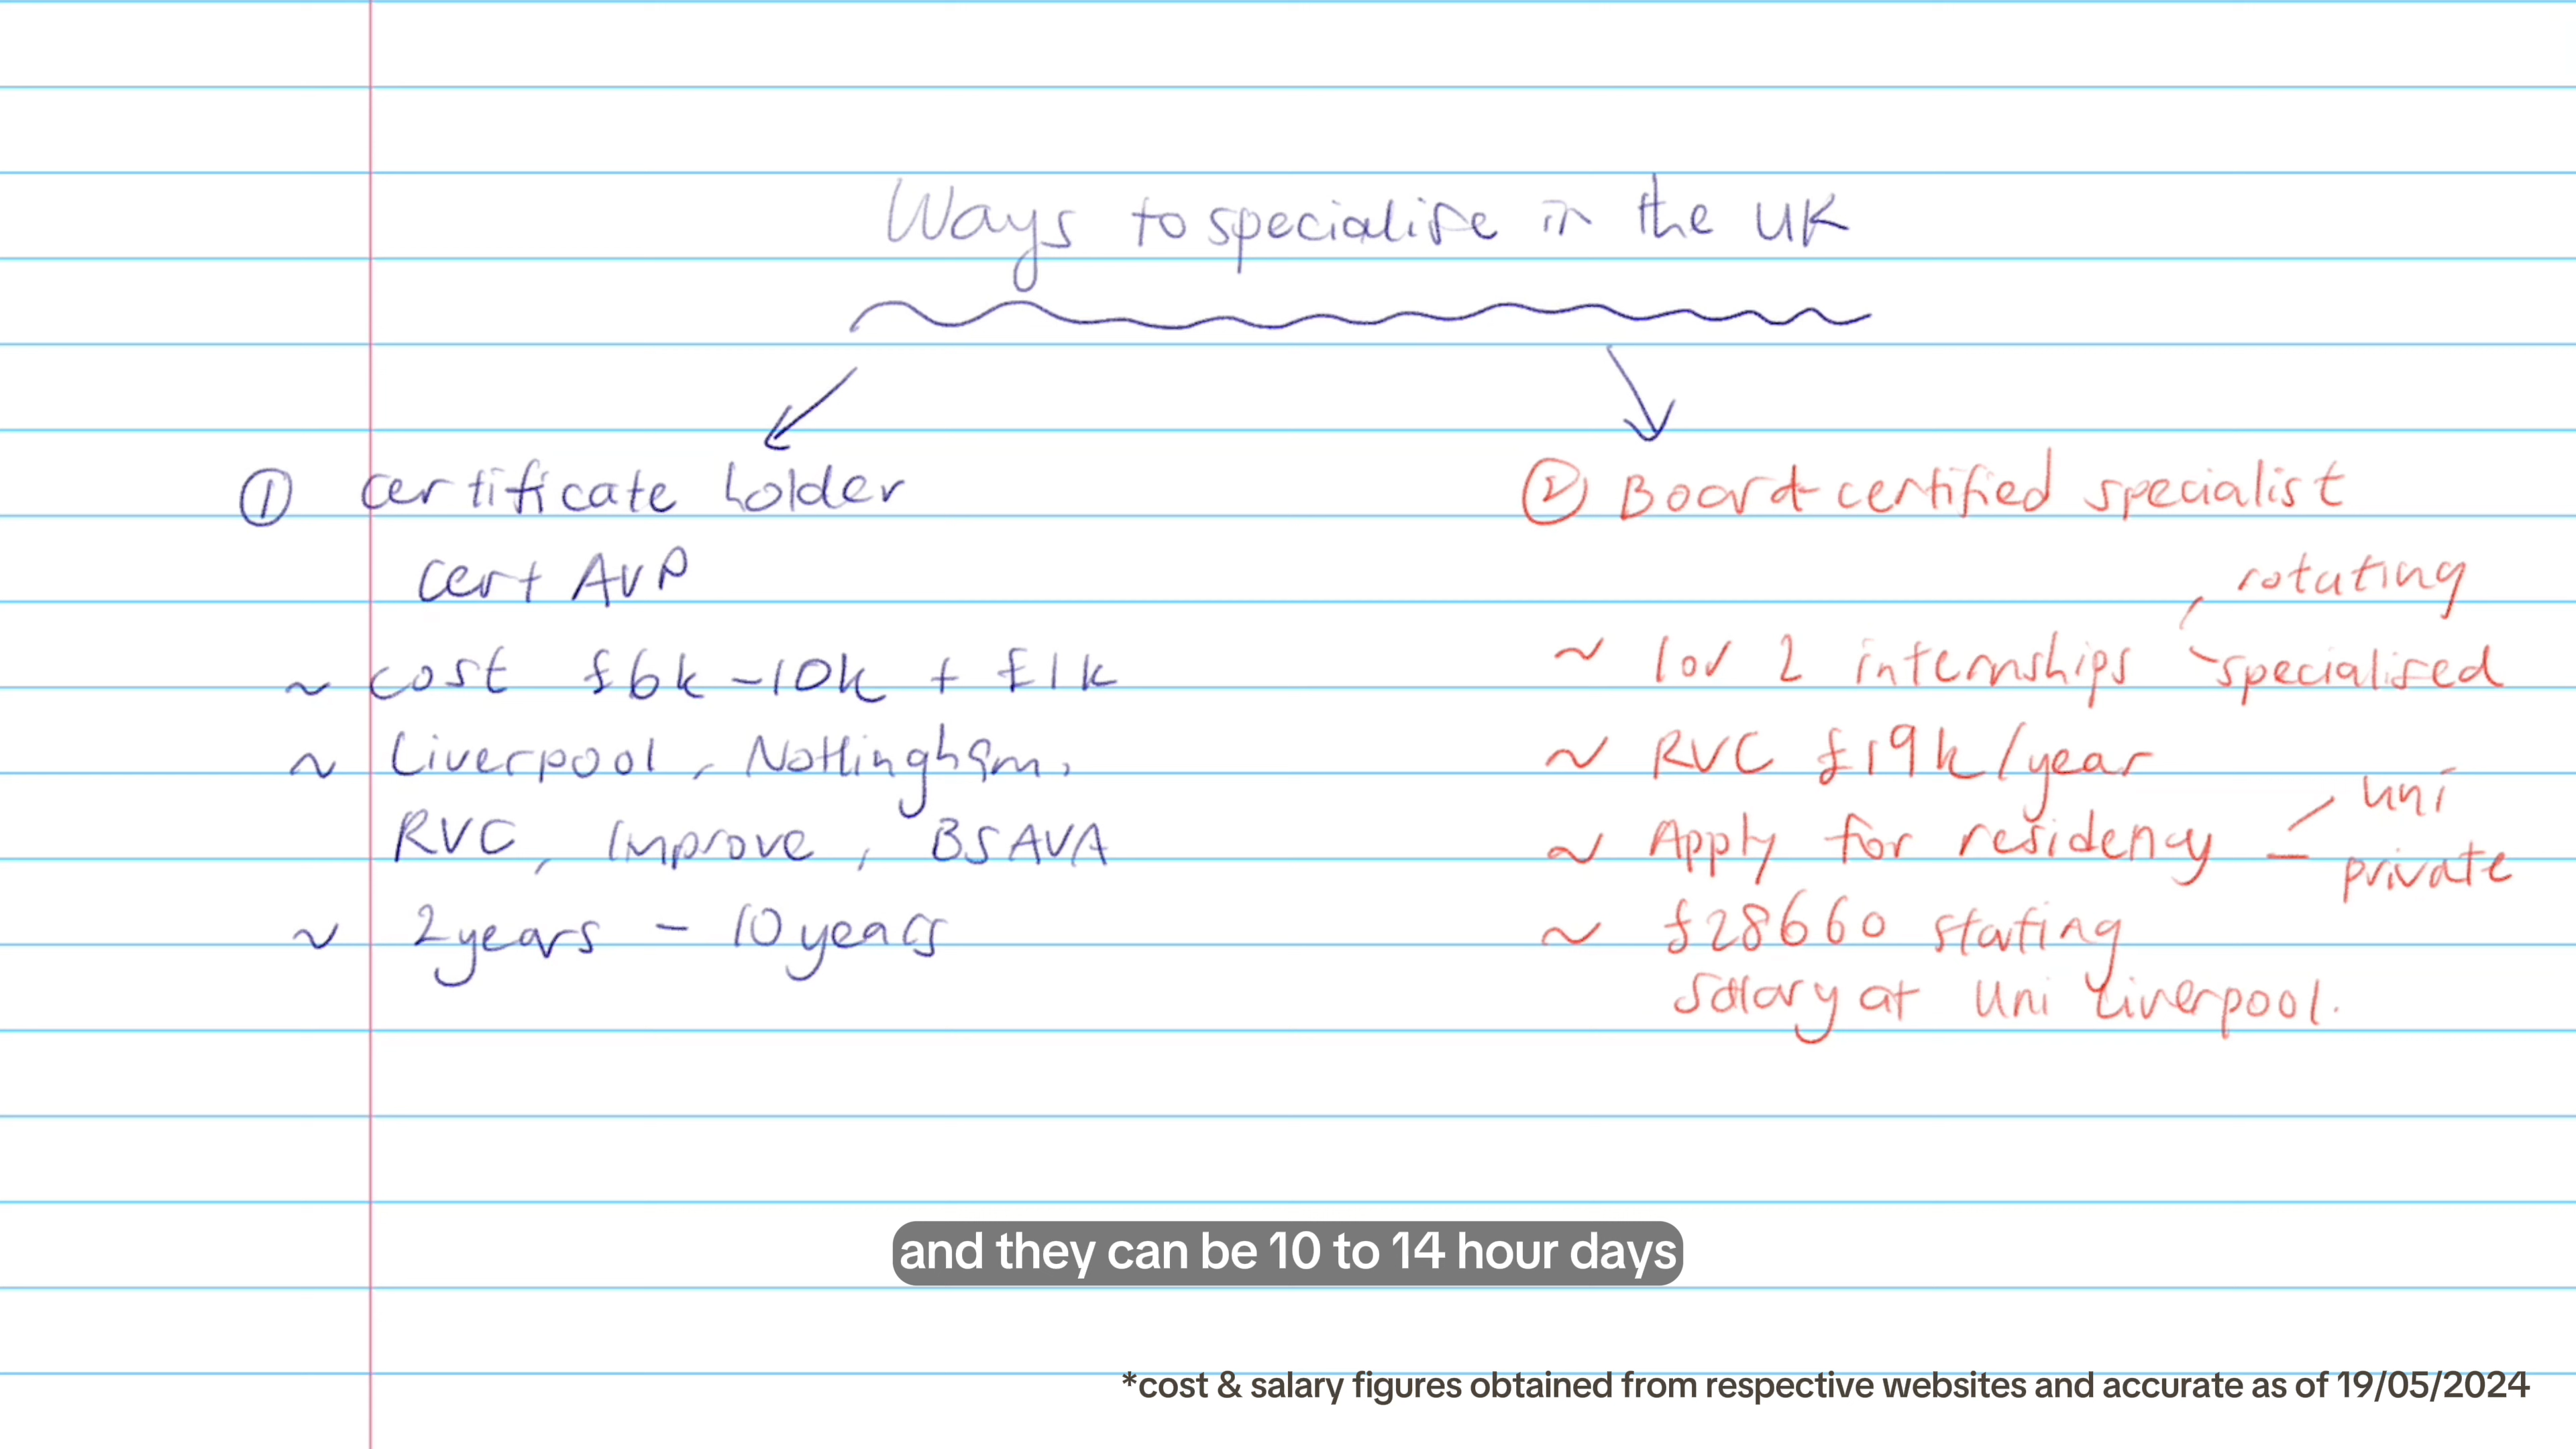 Ways to specialise in the UK
① certificate holder
cert AVP
~ cost £6k - 10k + £1k
~ Liverpool, Nottingham,
RVC, Improve, BSAVA
~ 2 years - 10 years
② Board certified specialist
rotating
~ 1 or 2 internships
specialised
~ RVC £19k/year
uni
~ Apply for residency
private
~ £28660 starting
salary at Uni Liverpool.
and they can be 10 to 14 hour days
*cost & salary figures obtained from respective websites and accurate as of 19/05/2024